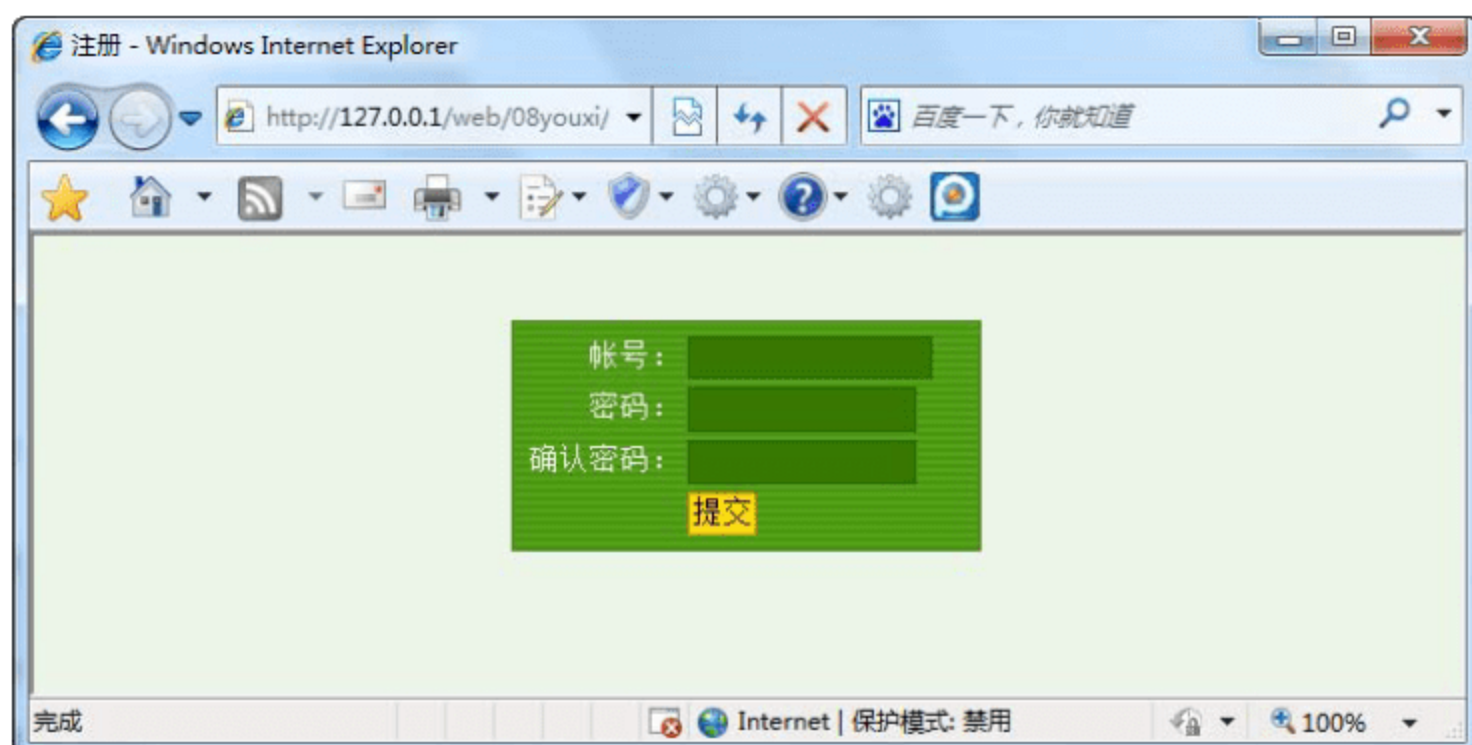 注册 - Windows Internet Explorer
http://127.0.0.1/web/08youxi/
百度一下，你就知道
帐号：
密码：
确认密码：
提交
完成
Internet | 保护模式: 禁用
100%